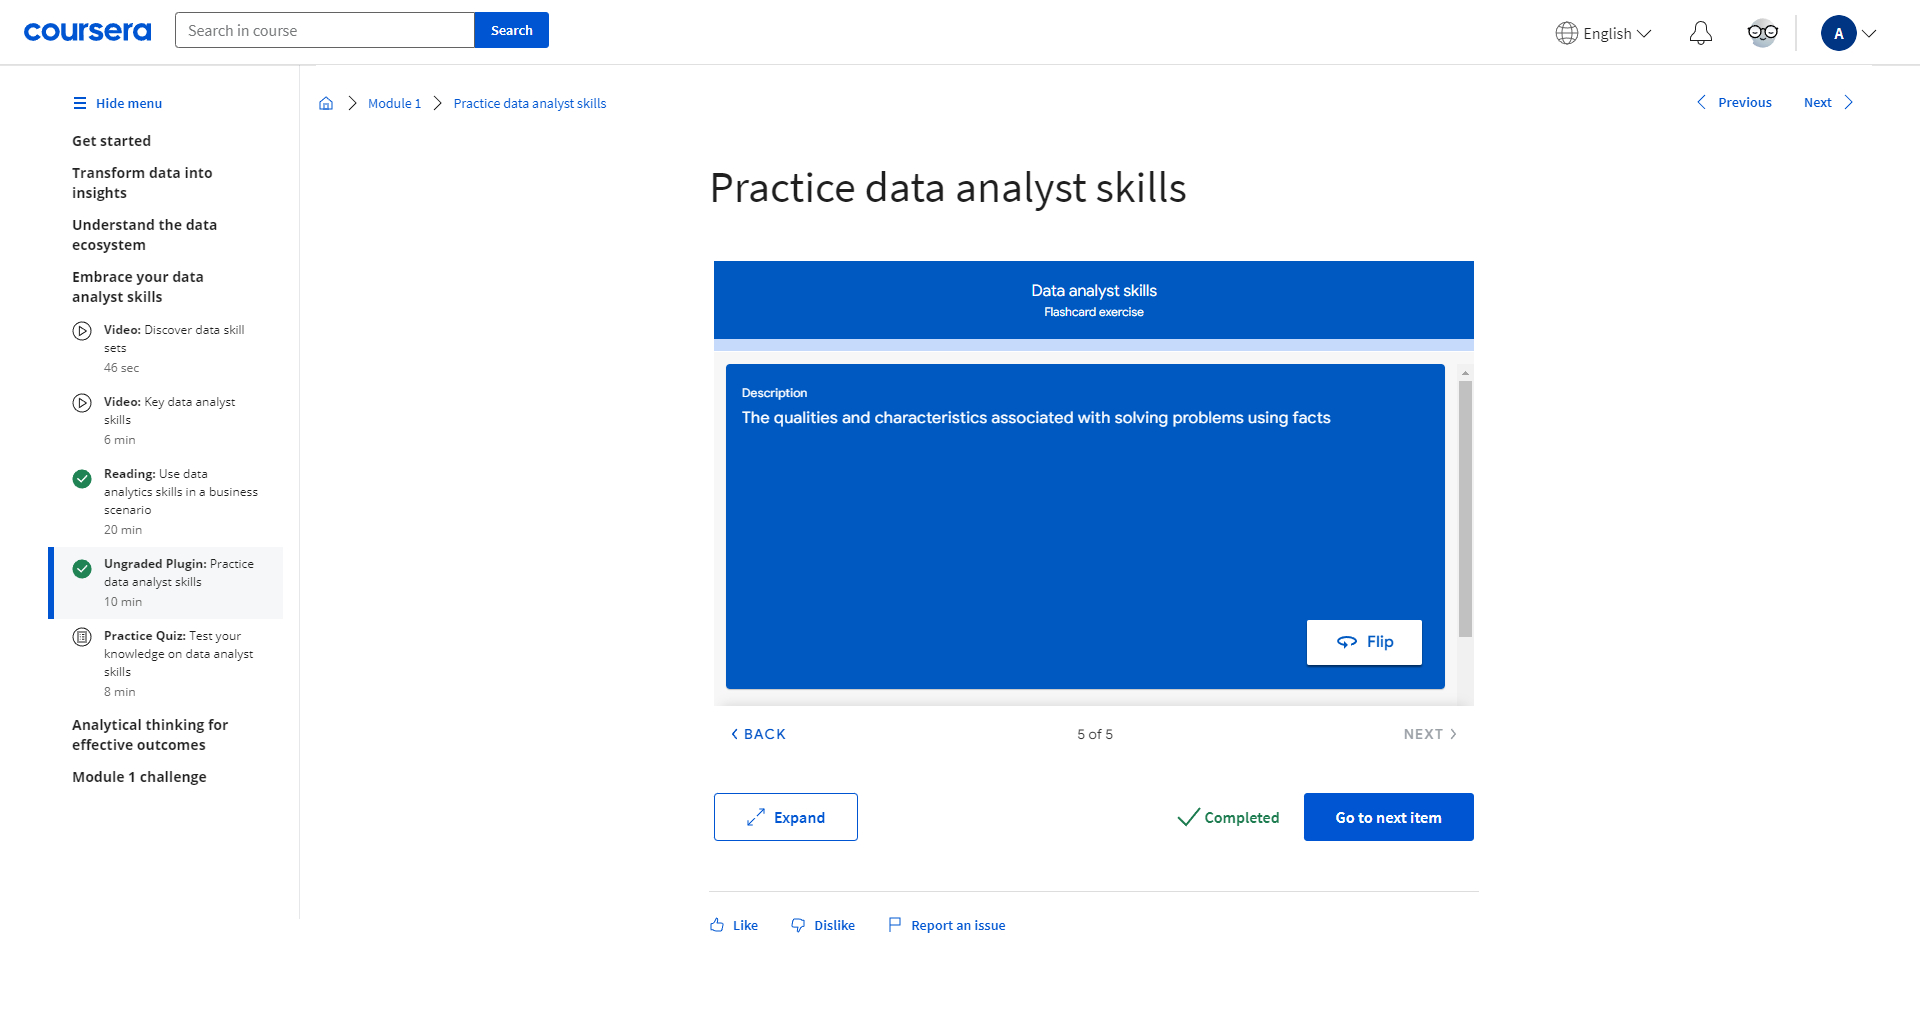 coursera
Search in course
Search
English
A
Hide menu
Get started
Transform data into
insights
Understand the data
ecosystem
Embrace your data
analyst skills
Video: Discover data skill
sets
46 sec
Video: Key data analyst
skills
6 min
Reading: Use data
analytics skills in a business
scenario
20 min
Ungraded Plugin: Practice
data analyst skills
10 min
Practice Quiz: Test your
knowledge on data analyst
skills
8 min
Analytical thinking for
effective outcomes
Module 1 challenge
Module 1
Practice data analyst skills
Previous
Next
Practice data analyst skills
Data analyst skills
Flashcard exercise
Description
The qualities and characteristics associated with solving problems using facts
Flip
BACK
5 of 5
NEXT
Expand
Completed
Go to next item
Like
Dislike
Report an issue